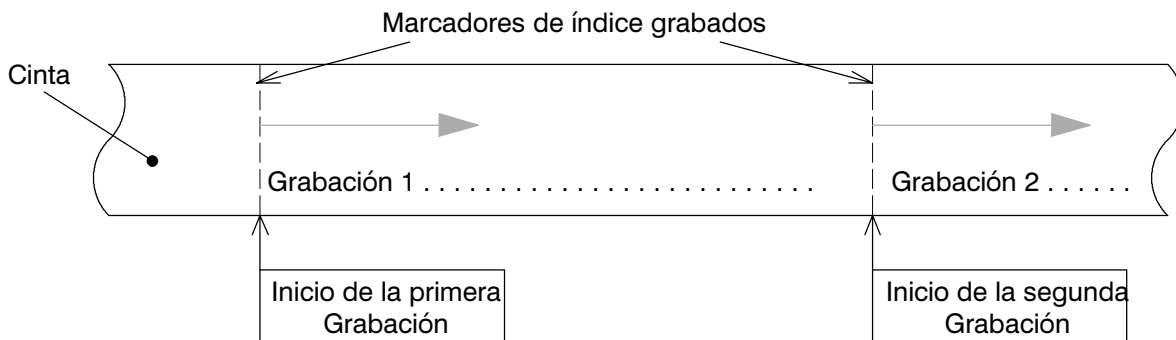 Marcadores de índice grabados
Cinta
Grabación 1 . . . . . . . . . . . . . . . . . . . . . . . . . . .
Grabación 2 . . . . . .
Inicio de la primera
Grabación
Inicio de la segunda
Grabación